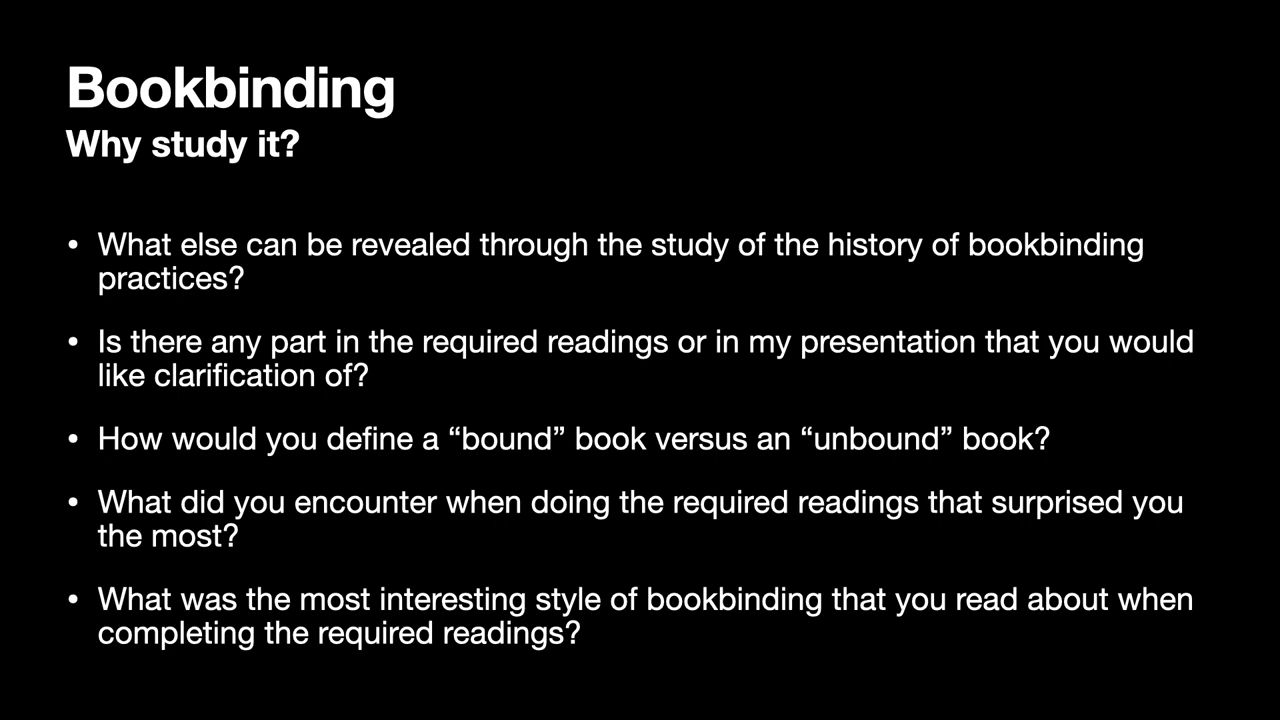 Bookbinding
Why study it?
• What else can be revealed through the study of the history of bookbinding
practices?
• Is there any part in the required readings or in my presentation that you would
like clarification of?
• How would you define a “bound” book versus an “unbound” book?
• What did you encounter when doing the required readings that surprised you
the most?
• What was the most interesting style of bookbinding that you read about when
completing the required readings?